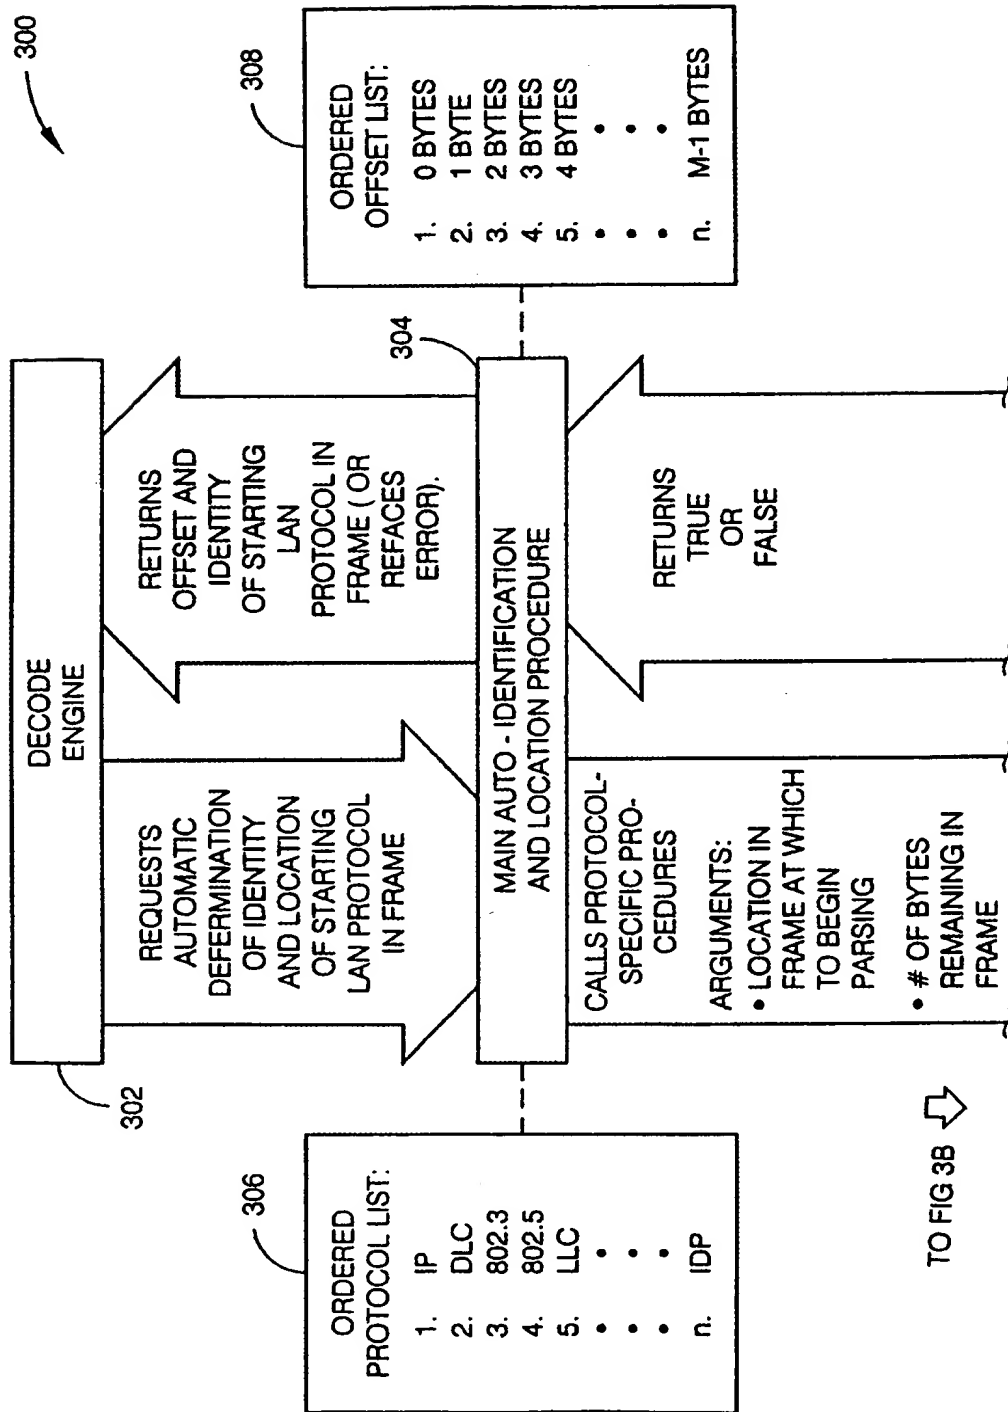 300
DECODE
ENGINE
302
REQUESTS
AUTOMATIC
DEFERMINATION
OF IDENTITY
AND LOCATION
OF STARTING
LAN PROTOCOL
IN FRAME
RETURNS
OFFSET AND
IDENTITY
OF STARTING
LAN
PROTOCOL IN
FRAME ( OR
REFACES
ERROR).
306
ORDERED
PROTOCOL LIST:
1. IP
2. DLC
3. 802.3
4. 802.5
5. LLC
• •
• •
• •
n. IDP
304
MAIN AUTO - IDENTIFICATION
AND LOCATION PROCEDURE
308
ORDERED
OFFSET LIST:
1. 0 BYTES
2. 1 BYTE
3. 2 BYTES
4. 3 BYTES
5. 4 BYTES
• •
• •
• •
n. M-1 BYTES
CALLS PROTOCOL-
SPECIFIC PRO-
CEDURES
ARGUMENTS:
• LOCATION IN
FRAME AT WHICH
TO BEGIN
PARSING
• # OF BYTES
REMAINING IN
FRAME
RETURNS
TRUE
OR
FALSE
TO FIG 3B